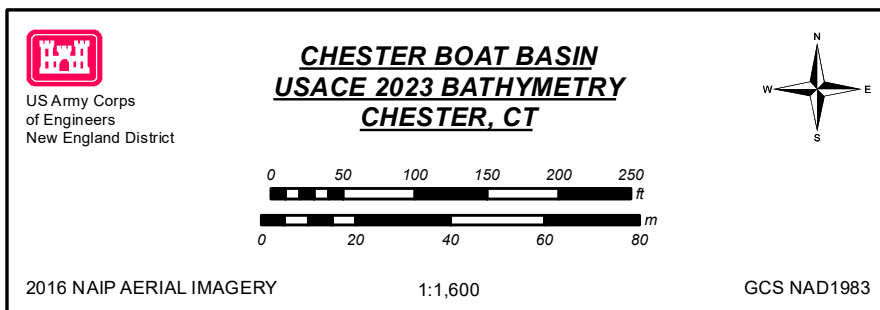 CHESTER BOAT BASIN
USACE 2023 BATHYMETRY
CHESTER, CT
US Army Corps
of Engineers
New England District
N
W E
S
0 50 100 150 200 250
ft
m
0 20 40 60 80
2016 NAIP AERIAL IMAGERY 1:1,600 GCS NAD1983